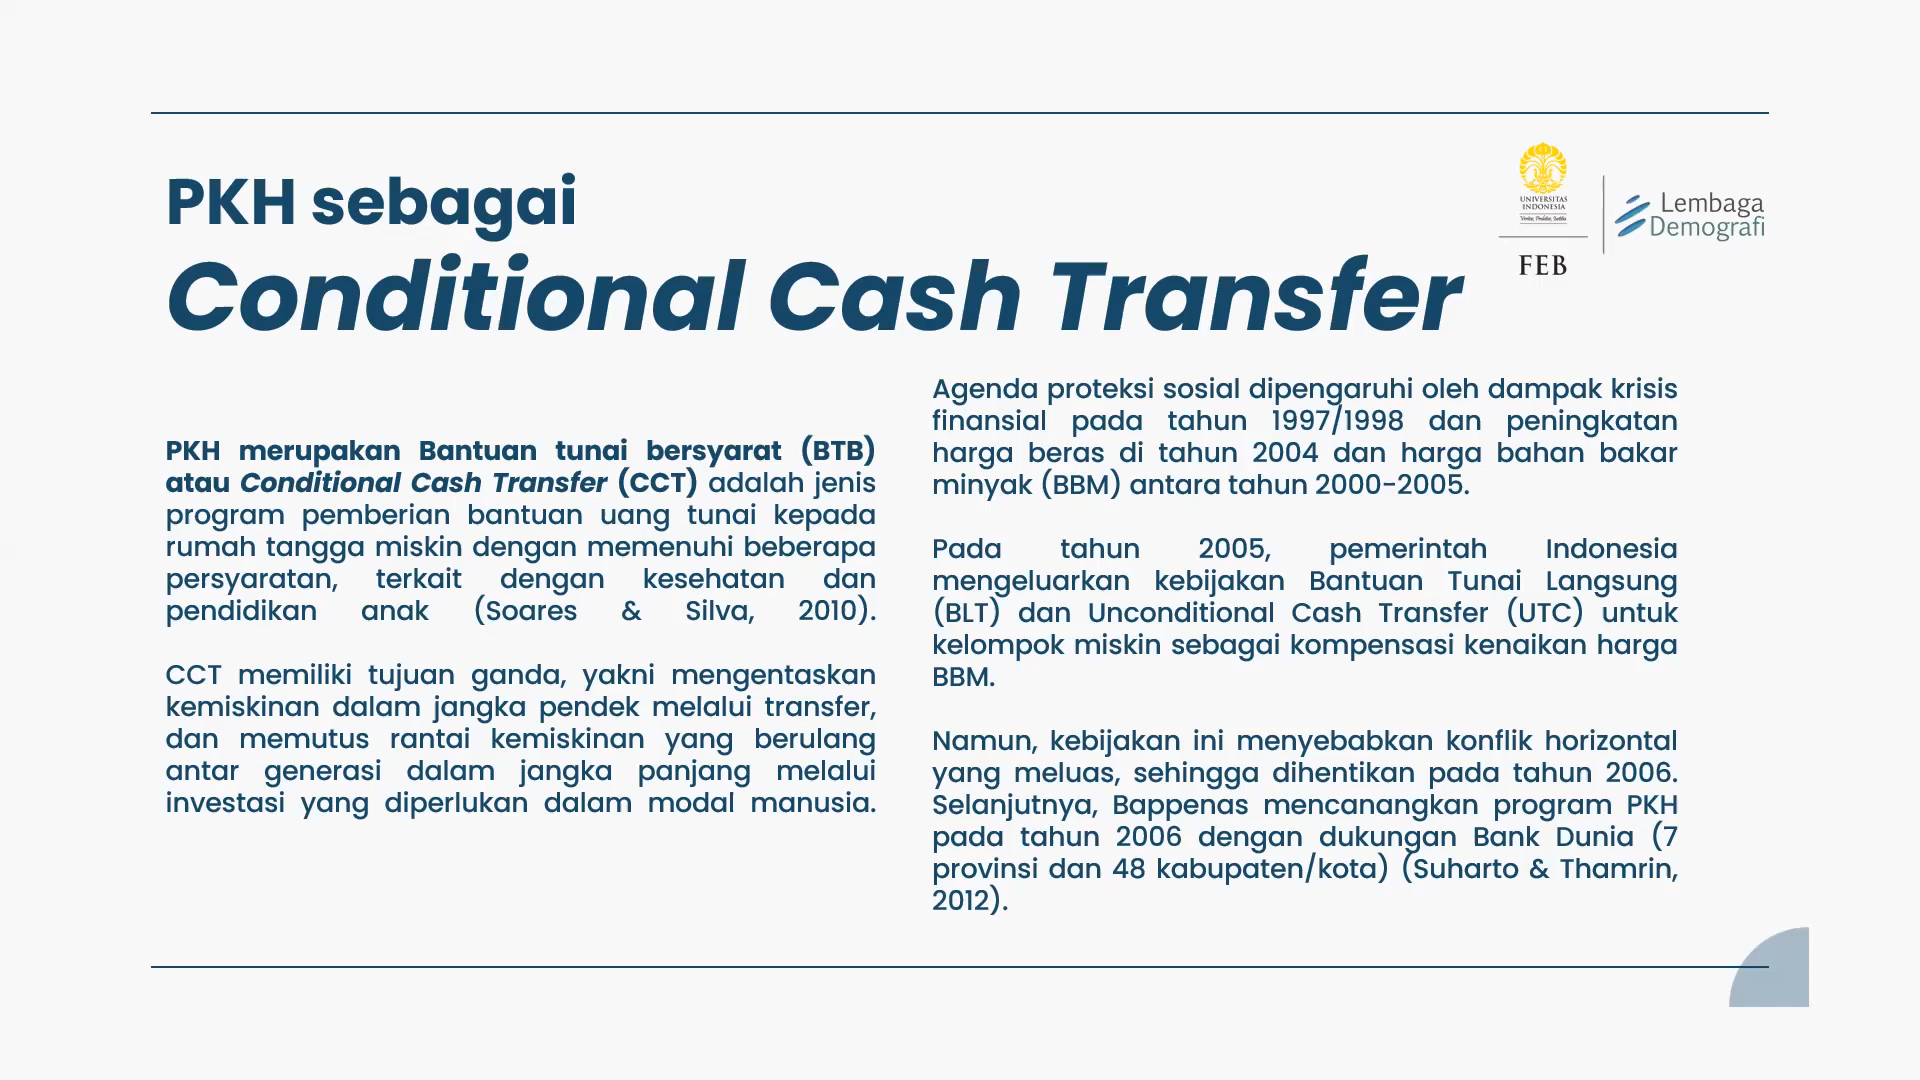 PKH sebagai
Conditional Cash Transfer
UNIVERSITAS
INDONESIA
Veritas, Probitas, Iustitia
FEB
Lembaga
Demografi
PKH merupakan Bantuan tunai bersyarat (BTB)
atau Conditional Cash Transfer (CCT) adalah jenis
program pemberian bantuan uang tunai kepada
rumah tangga miskin dengan memenuhi beberapa
persyaratan, terkait dengan kesehatan dan
pendidikan anak (Soares & Silva, 2010).
CCT memiliki tujuan ganda, yakni mengentaskan
kemiskinan dalam jangka pendek melalui transfer,
dan memutus rantai kemiskinan yang berulang
antar generasi dalam jangka panjang melalui
investasi yang diperlukan dalam modal manusia.
Agenda proteksi sosial dipengaruhi oleh dampak krisis
finansial pada tahun 1997/1998 dan peningkatan
harga beras di tahun 2004 dan harga bahan bakar
minyak (BBM) antara tahun 2000-2005.
Pada tahun 2005, pemerintah Indonesia
mengeluarkan kebijakan Bantuan Tunai Langsung
(BLT) dan Unconditional Cash Transfer (UTC) untuk
kelompok miskin sebagai kompensasi kenaikan harga
BBM.
Namun, kebijakan ini menyebabkan konflik horizontal
yang meluas, sehingga dihentikan pada tahun 2006.
Selanjutnya, Bappenas mencanangkan program PKH
pada tahun 2006 dengan dukungan Bank Dunia (7
provinsi dan 48 kabupaten/kota) (Suharto & Thamrin,
2012).